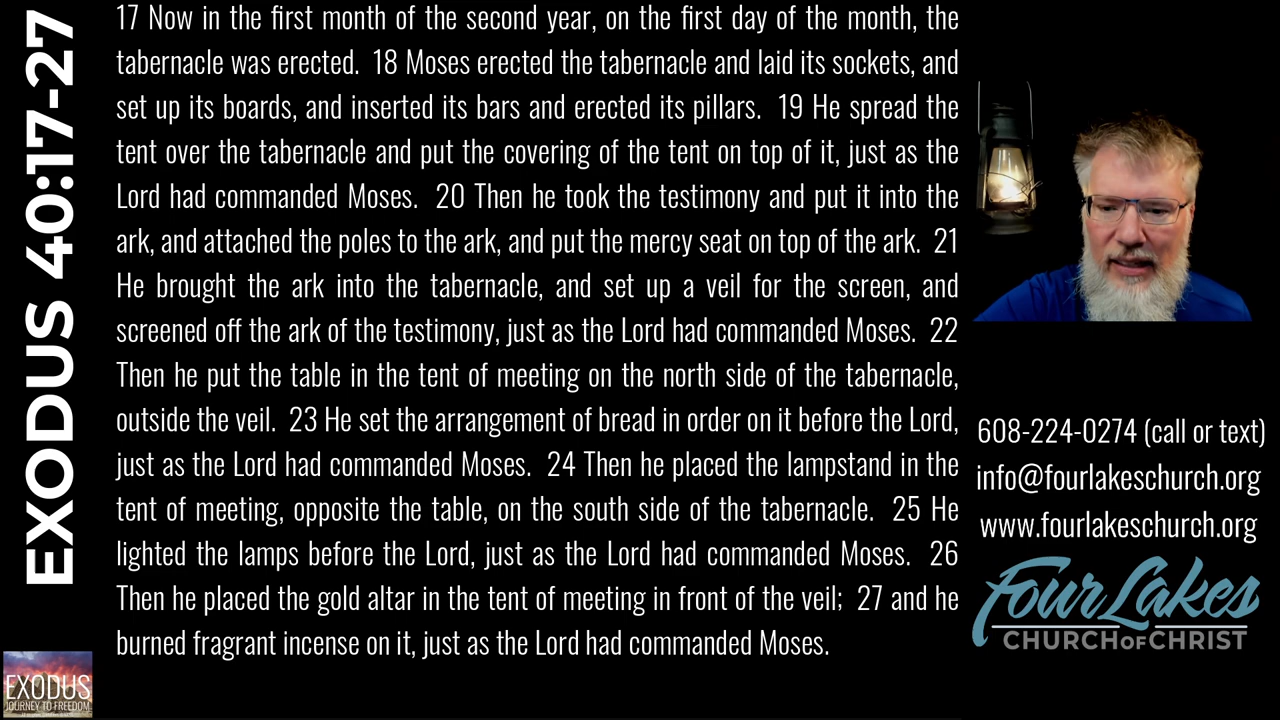 EXODUS 40:17-27
17 Now in the first month of the second year, on the first day of the month, the
tabernacle was erected. 18 Moses erected the tabernacle and laid its sockets, and
set up its boards, and inserted its bars and erected its pillars. 19 He spread the
tent over the tabernacle and put the covering of the tent on top of it, just as the
Lord had commanded Moses. 20 Then he took the testimony and put it into the
ark, and attached the poles to the ark, and put the mercy seat on top of the ark. 21
He brought the ark into the tabernacle, and set up a veil for the screen, and
screened off the ark of the testimony, just as the Lord had commanded Moses. 22
Then he put the table in the tent of meeting on the north side of the tabernacle,
outside the veil. 23 He set the arrangement of bread in order on it before the Lord,
just as the Lord had commanded Moses. 24 Then he placed the lampstand in the
tent of meeting, opposite the table, on the south side of the tabernacle. 25 He
lighted the lamps before the Lord, just as the Lord had commanded Moses. 26
Then he placed the gold altar in the tent of meeting in front of the veil; 27 and he
burned fragrant incense on it, just as the Lord had commanded Moses.
608-224-0274 (call or text)
info@fourlakeschurch.org
www.fourlakeschurch.org
Four Lakes
CHURCH OF CHRIST
EXODUS
JOURNEY TO FREEDOM